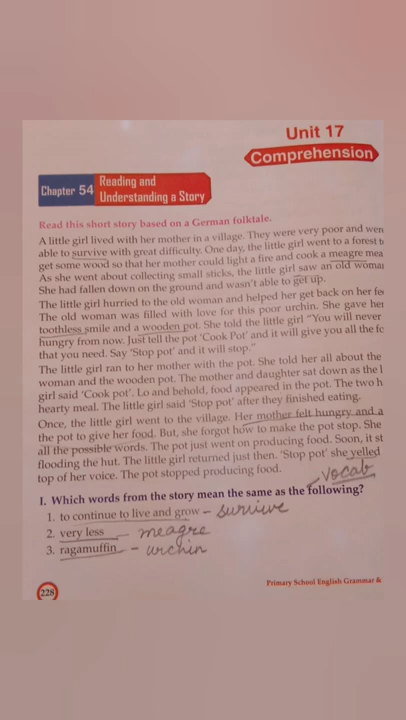 Unit 17
Comprehension
Chapter 54
Reading and
Understanding a Story
Read this short story based on a German folktale.
A little girl lived with her mother in a village. They were very poor and wer
able to survive with great difficulty. One day, the little girl went to a forest t
get some wood so that her mother could light a fire and cook a meagre mea
As she went about collecting small sticks, the little girl saw an old woman
She had fallen down on the ground and wasn't able to get up.
The little girl hurried to the old woman and helped her get back on her fee
The old woman was filled with love for this poor urchin. She gave her
toothless smile and a wooden pot. She told the little girl "You will never
hungry from now. Just tell the pot 'Cook Pot' and it will give you all the fo
that you need. Say 'Stop pot' and it will stop."
The little girl ran to her mother with the pot. She told her all about the
woman and the wooden pot. The mother and daughter sat down as the l
girl said 'Cook pot'. Lo and behold, food appeared in the pot. The two h
hearty meal. The little girl said 'Stop pot' after they finished eating.
Once, the little girl went to the village. Her mother felt hungry and a
the pot to give her food. But, she forgot how to make the pot stop. She
all the possible words. The pot just went on producing food. Soon, it st
flooding the hut. The little girl returned just then. 'Stop pot' she yelled
top of her voice. The pot stopped producing food.
vocab
I. Which words from the story mean the same as the following?
1. to continue to live and grow – survive
2. very less – meagre
3. ragamuffin – urchin
228
Primary School English Grammar &